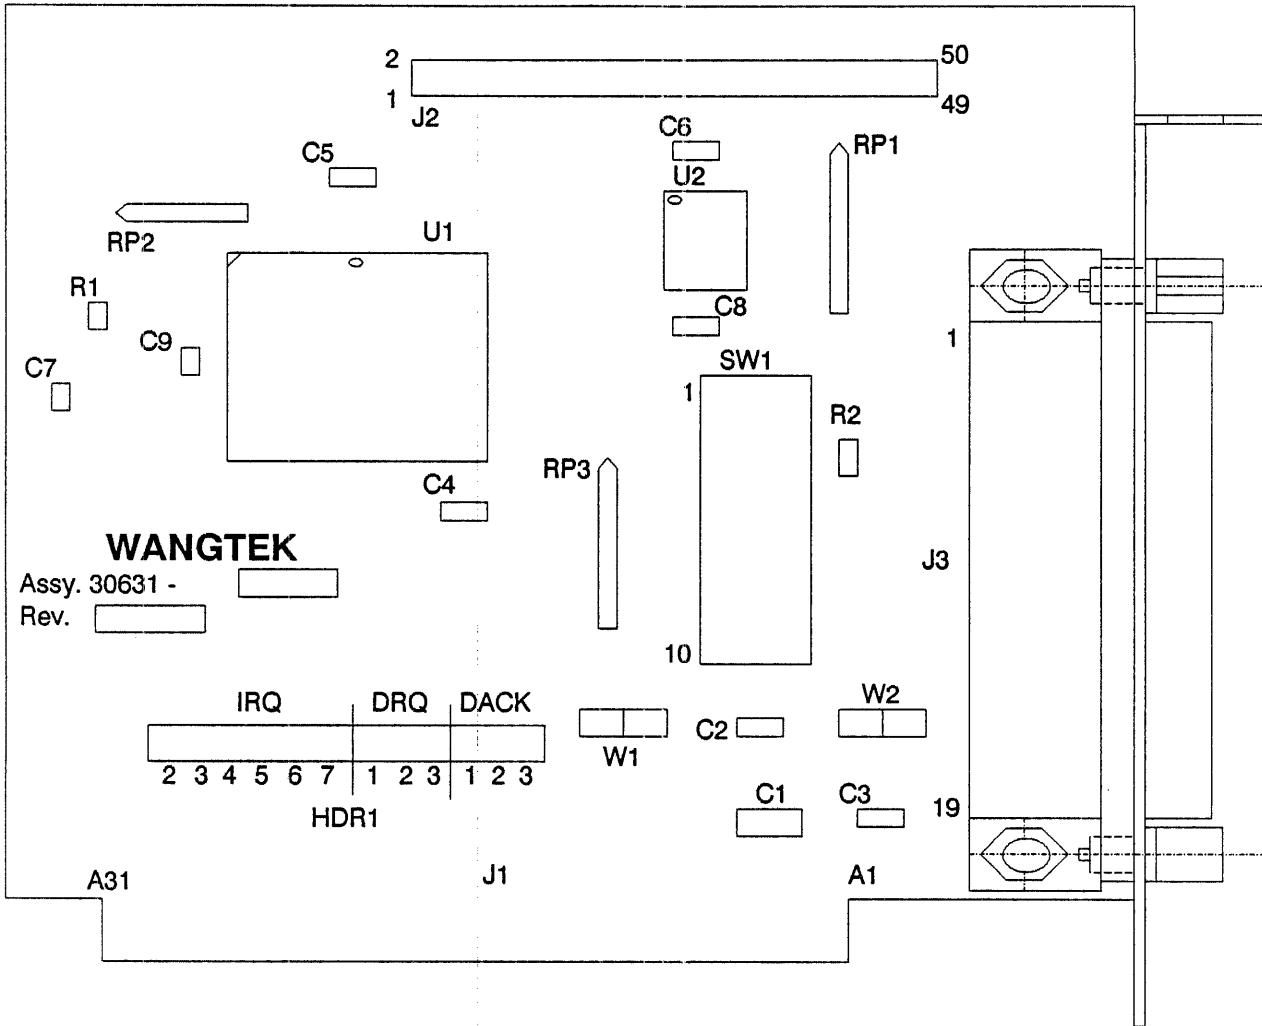 2
50
1
49
J2
C6
RP1
C5
U2
RP2
U1
R1
C8
1
C9
SW1
C7
1
R2
RP3
C4
WANGTEK
J3
Assy. 30631 -
Rev.
10
IRQ DRQ DACK
W2
C2
W1
2 3 4 5 6 7 1 2 3 1 2 3
C1
C3
19
HDR1
A31
J1
A1